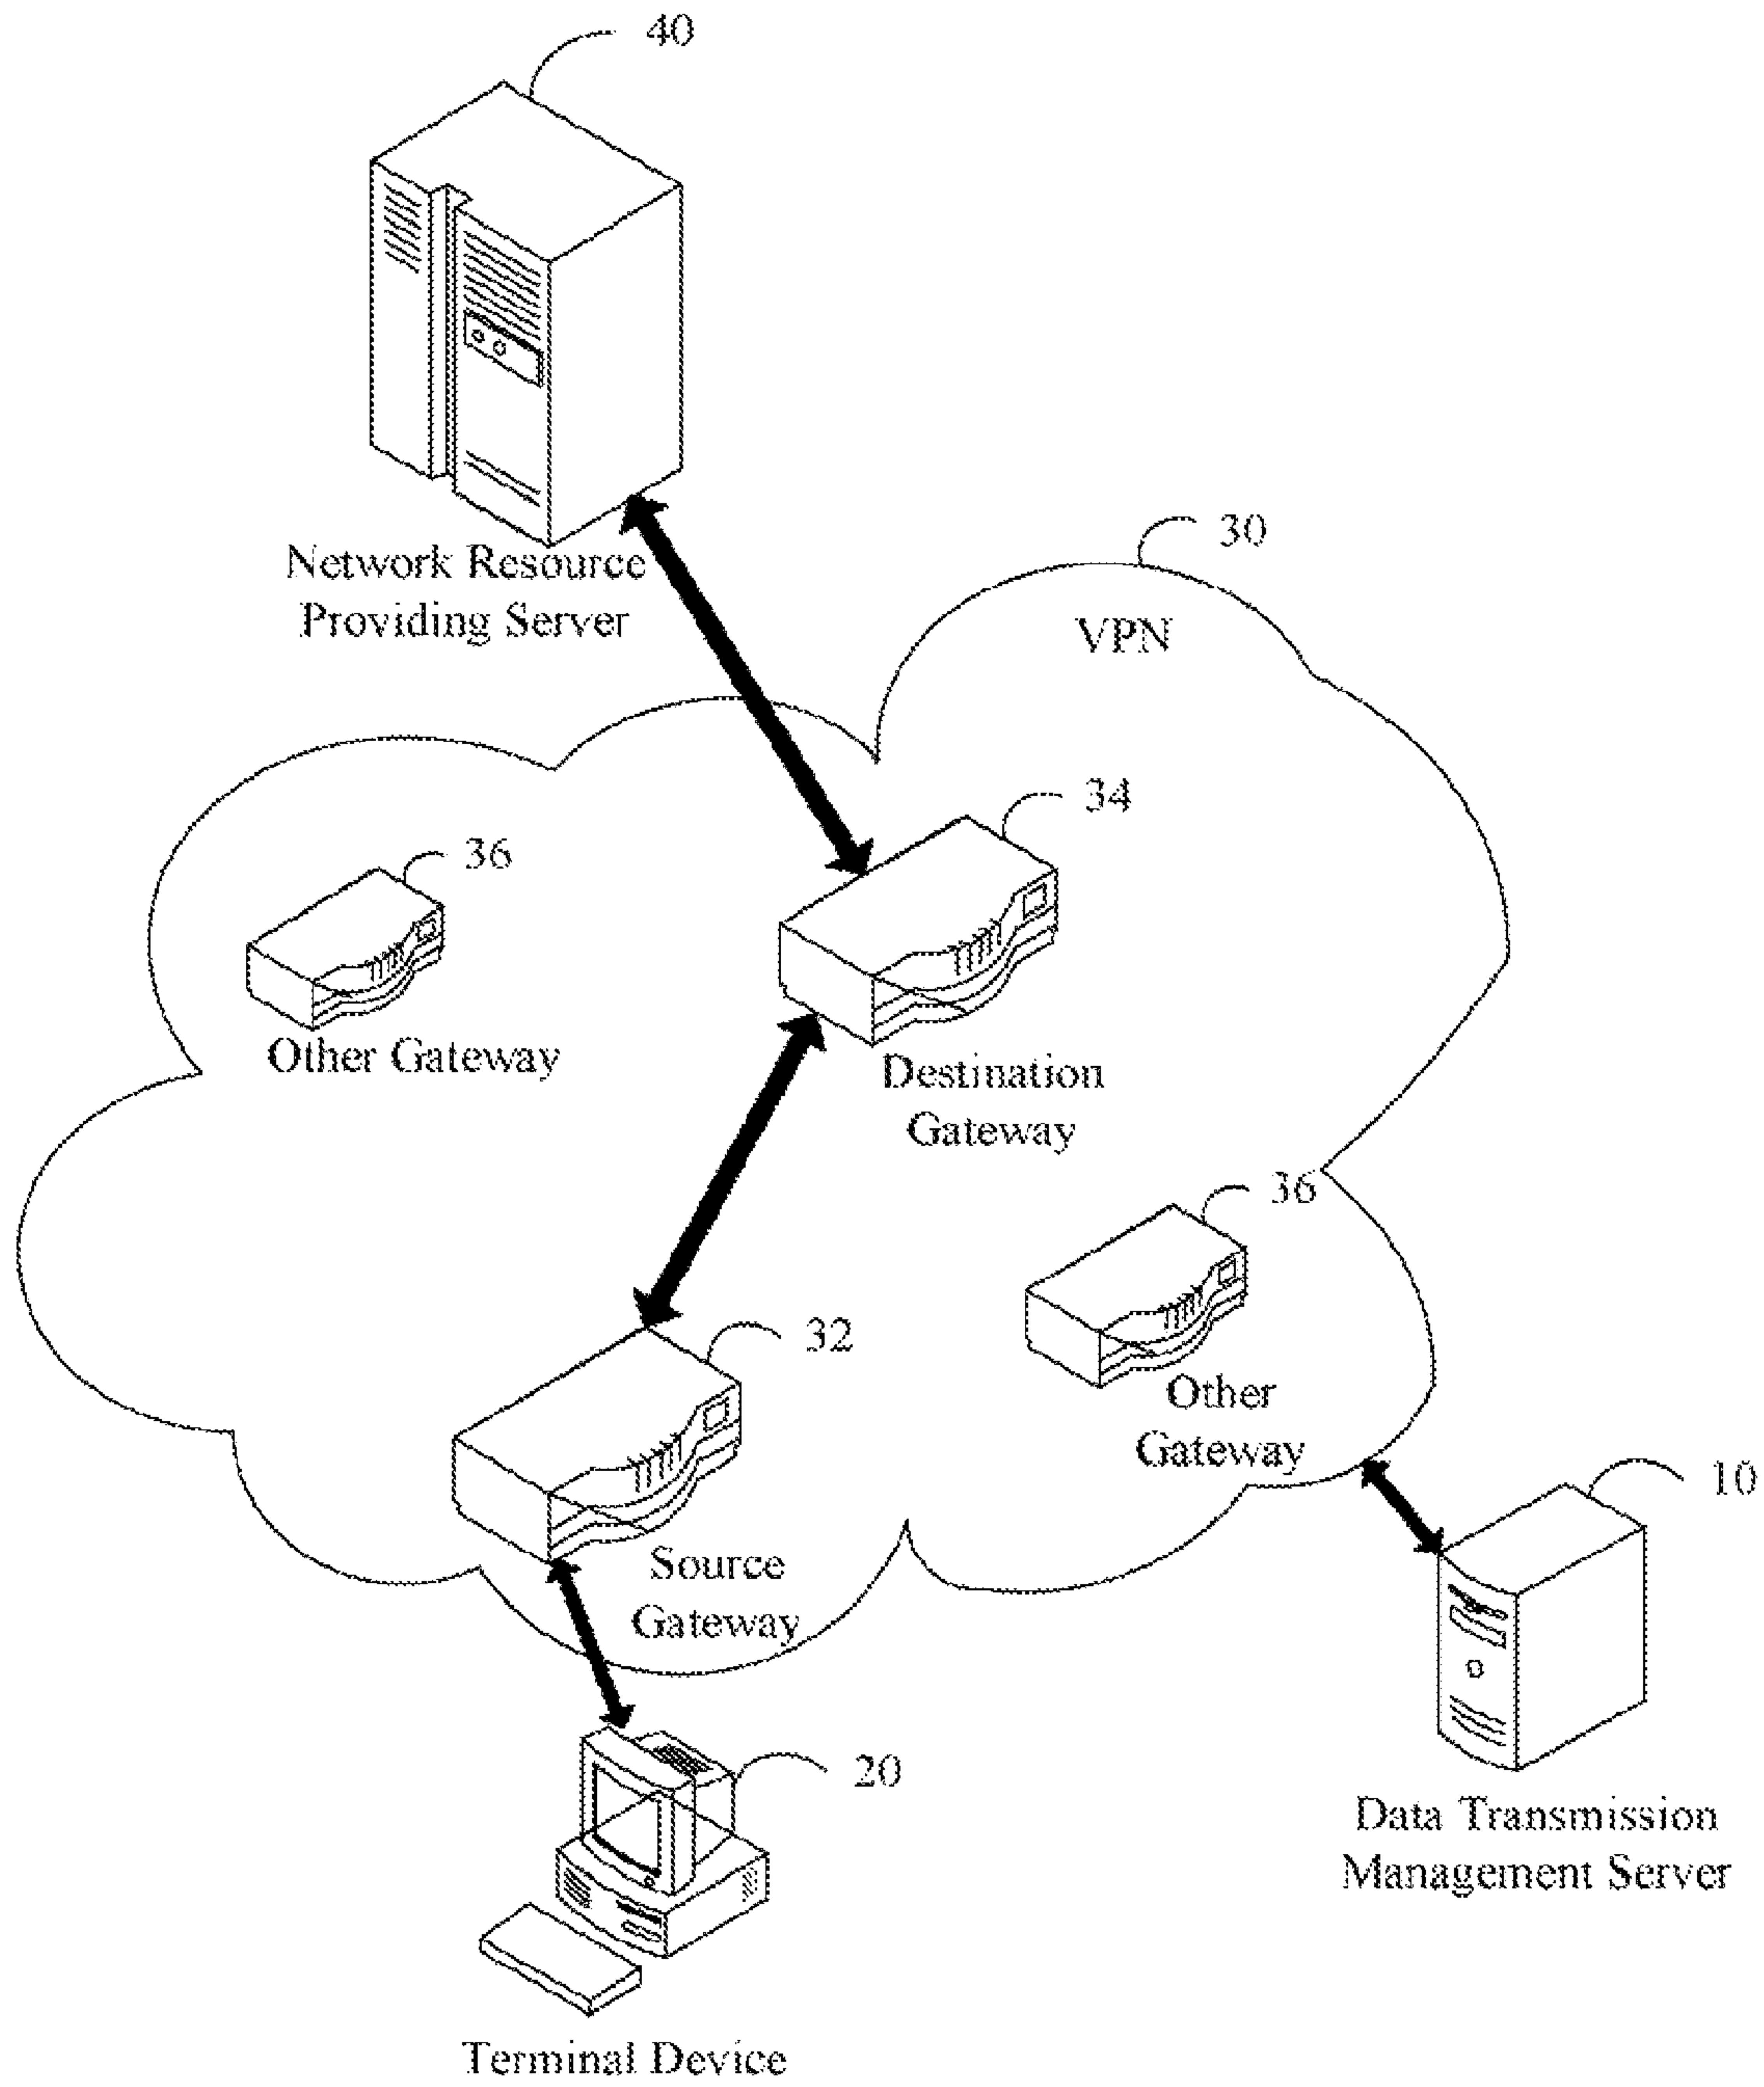 40
Network Resource
Providing Server
30
VPN
34
36
Other Gateway
Destination
Gateway
36
32
Other
Gateway
10
Source
Gateway
20
Data Transmission
Management Server
Terminal Device